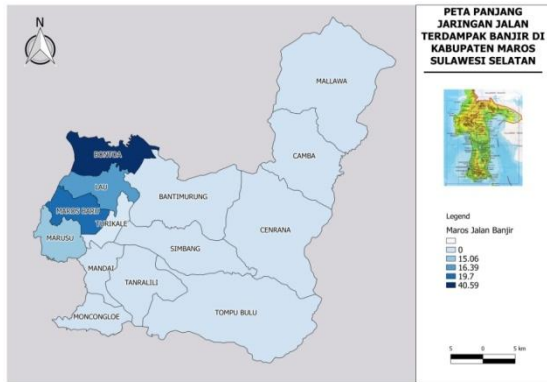 PETA PANJANG
JARINGAN JALAN
TERDAMPAK BANJIR DI
KABUPATEN MAROS
SULAWESI SELATAN
N
MALLAWA
CAMBA
BONTOA
LAU
BANTIMURUNG
MAROS BARU
TURIKALE
CENRANA
MARUSU
SIMBANG
MANDAI
TANRALILI
MONCONGLOE
TOMPU BULU
Legend
Maros Jalan Banjir
0
15.06
16.39
19.7
40.59
5 0 5 km